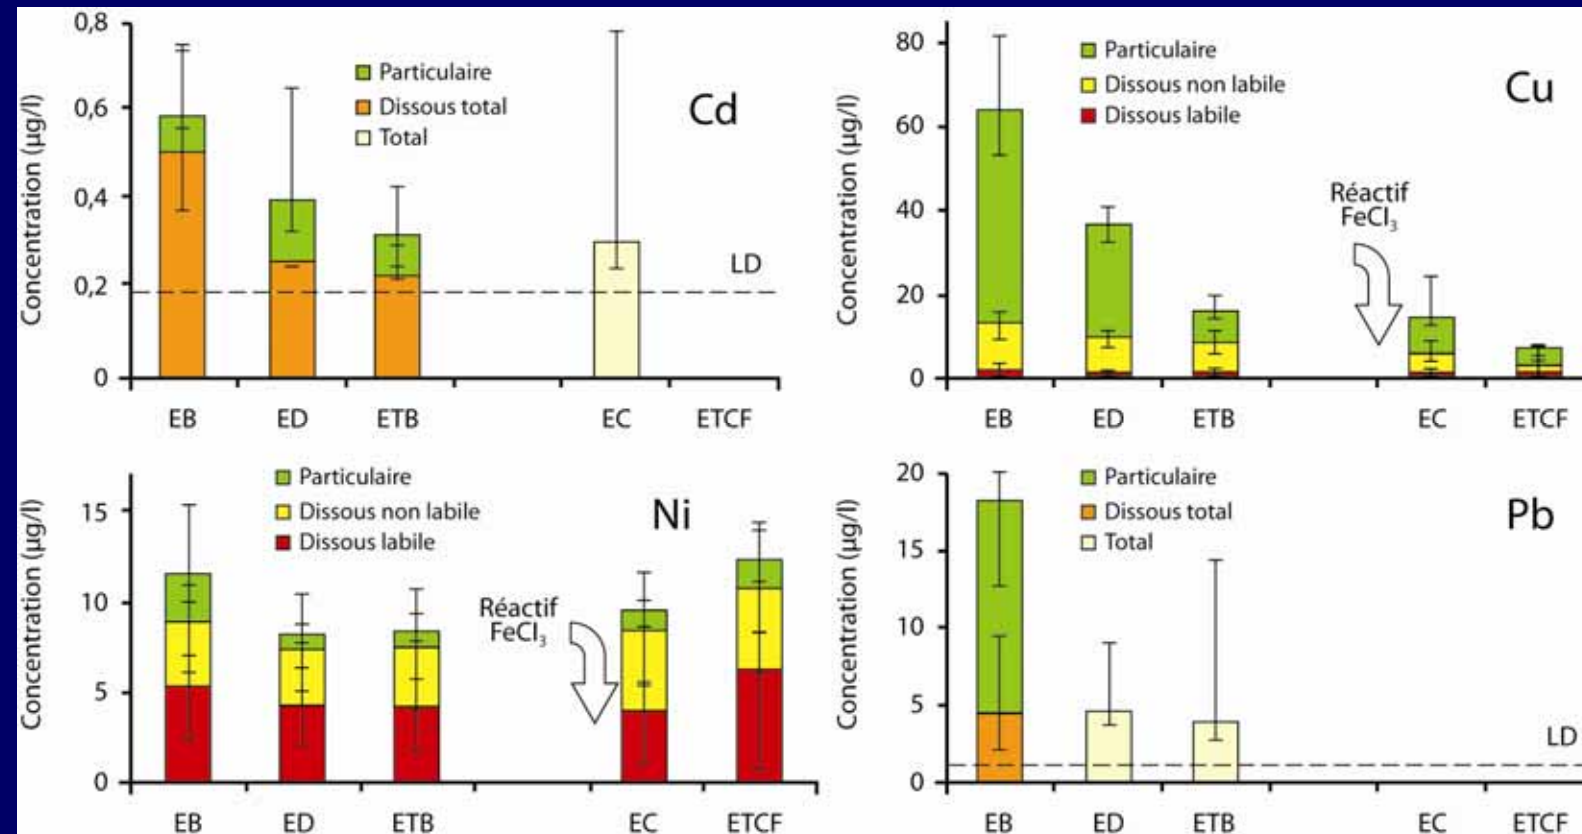 Concentration (µg/l)
0,8
0,6
0,4
0,2
0
Particulaire
Dissous total
Total
Cd
LD
EB ED ETB EC ETCF
Concentration (µg/l)
80
60
40
20
0
Particulaire
Dissous non labile
Dissous labile
Cu
Réactif
FeCl₃
EB ED ETB EC ETCF
Concentration (µg/l)
15
10
5
0
Particulaire
Dissous non labile
Dissous labile
Ni
Réactif
FeCl₃
EB ED ETB EC ETCF
Concentration (µg/l)
20
15
10
5
0
Particulaire
Dissous total
Total
Pb
LD
EB ED ETB EC ETCF